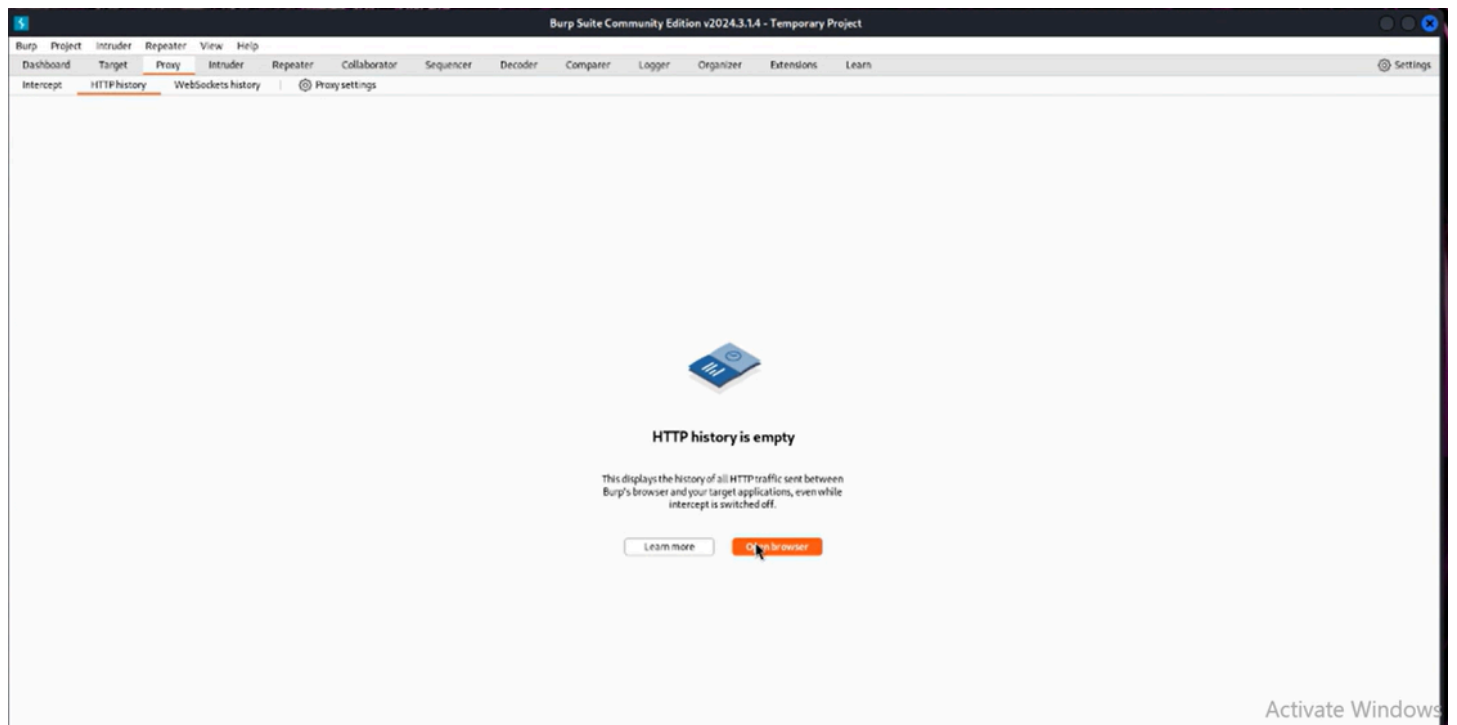 Burp Suite Community Edition v2024.3.1.4 - Temporary Project
Burp Project Intruder Repeater View Help
Dashboard Target Proxy Intruder Repeater Collaborator Sequencer Decoder Comparer Logger Organizer Extensions Learn Settings
Intercept HTTP history WebSockets history Proxy settings
HTTP history is empty
This displays the history of all HTTP traffic sent between
Burp's browser and your target applications, even while
intercept is switched off.
Learn more Open browser
Activate Windows